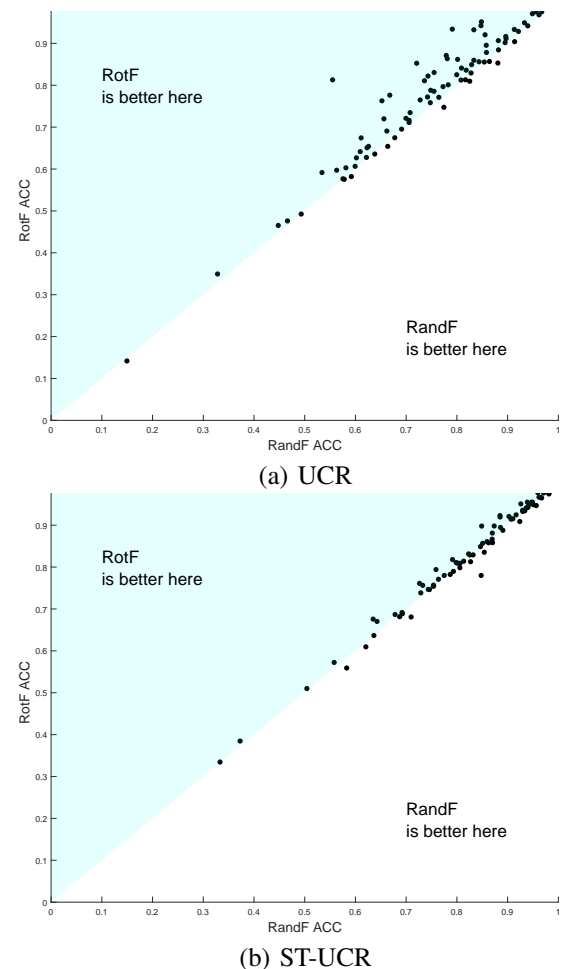 0.9
0.8
0.7
0.6
0.5
0.4
0.3
0.2
0.1
0
RotF ACC
RotF
is better here
RandF
is better here
0 0.1 0.2 0.3 0.4 0.5 0.6 0.7 0.8 0.9 1
RandF ACC
(a) UCR
0.9
0.8
0.7
0.6
0.5
0.4
0.3
0.2
0.1
0
RotF ACC
RotF
is better here
RandF
is better here
0 0.1 0.2 0.3 0.4 0.5 0.6 0.7 0.8 0.9 1
RandF ACC
(b) ST-UCR